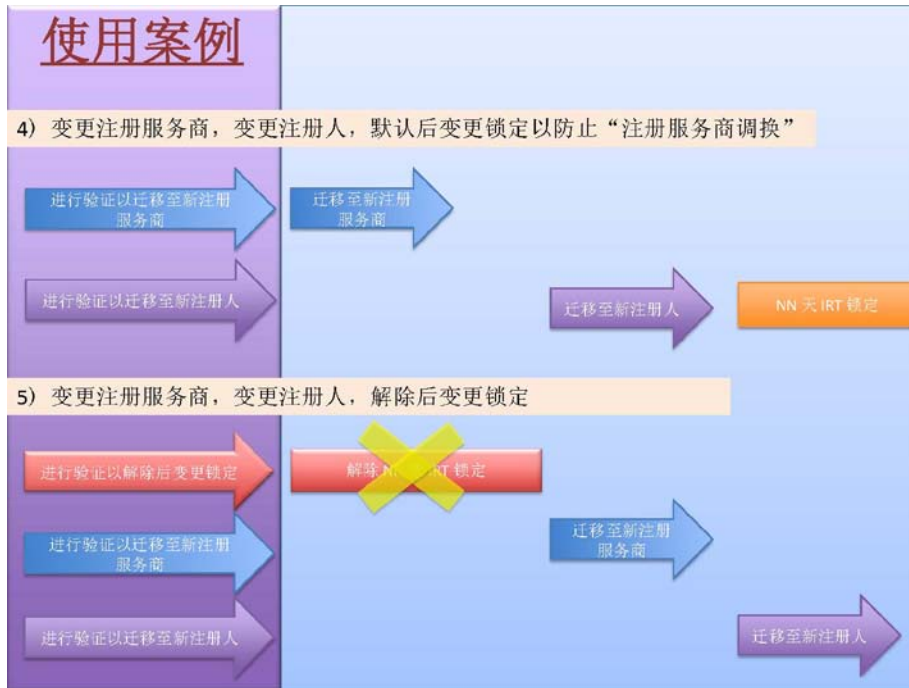 使用案例
4) 变更注册服务商，变更注册人，默认后变更锁定以防止“注册服务商调换”
进行验证以迁移至新注册
服务商
迁移至新注册
服务商
进行验证以迁移至新注册人
迁移至新注册人
NN 天 IRT 锁定
5) 变更注册服务商，变更注册人，解除后变更锁定
进行验证以解除后变更锁定
解除 N RT 锁定
进行验证以迁移至新注册
服务商
迁移至新注册
服务商
进行验证以迁移至新注册人
迁移至新注册人